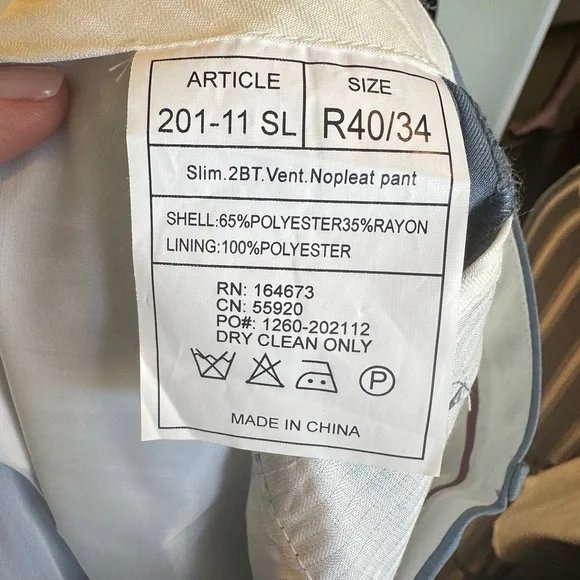 ARTICLE SIZE
201-11 SL R40/34
Slim.2BT.Vent.Nopleat pant
SHELL:65%POLYESTER35%RAYON
LINING:100%POLYESTER
RN: 164673
CN: 55920
PO#: 1260-202112
DRY CLEAN ONLY
P
MADE IN CHINA